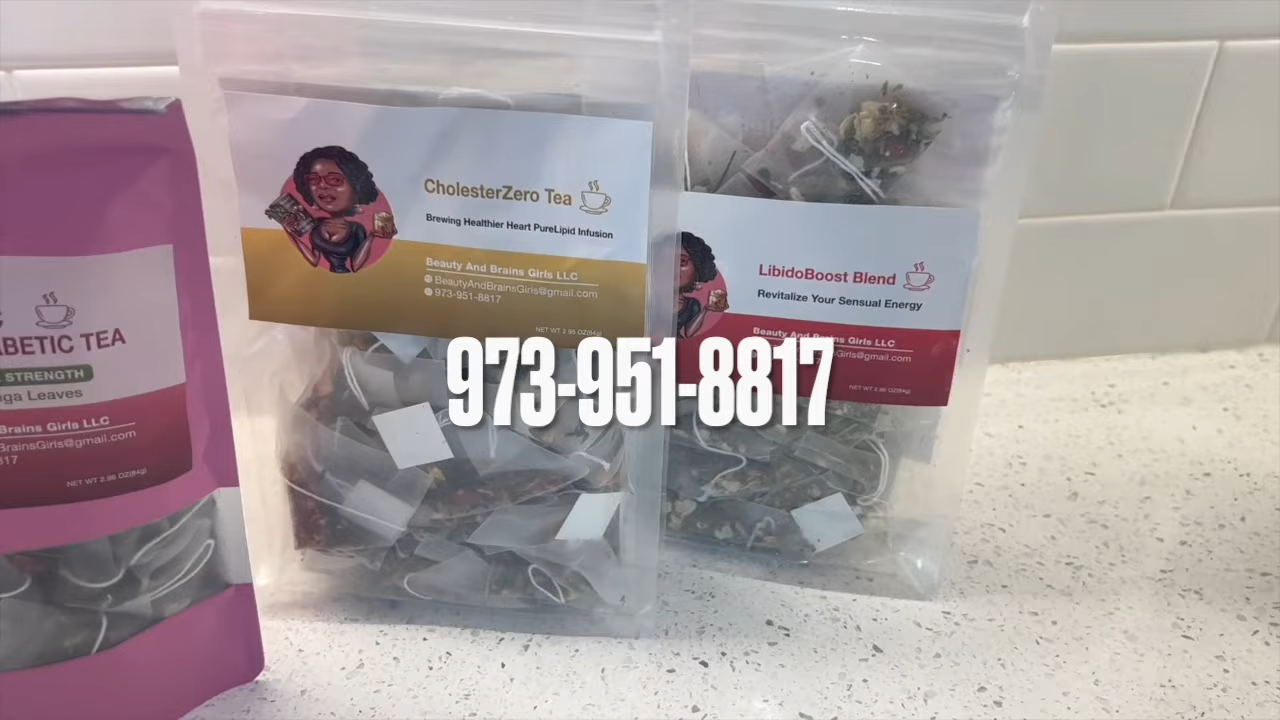 BETIC TEA
STRENGTH
ga Leaves
Brains Girls LLC
BrainsGirls@gmail.com
817
NET WT 2.96 OZ(84g)
CholesterZero Tea
Brewing Healthier Heart PureLipid Infusion
Beauty And Brains Girls LLC
BeautyAndBrainsGirls@gmail.com
973-951-8817
NET WT 2.96 OZ(84g)
LibidoBoost Blend
Revitalize Your Sensual Energy
Beauty And Brains Girls LLC
Girls@gmail.com
NET WT 2.96 OZ(84g)
973-951-8817